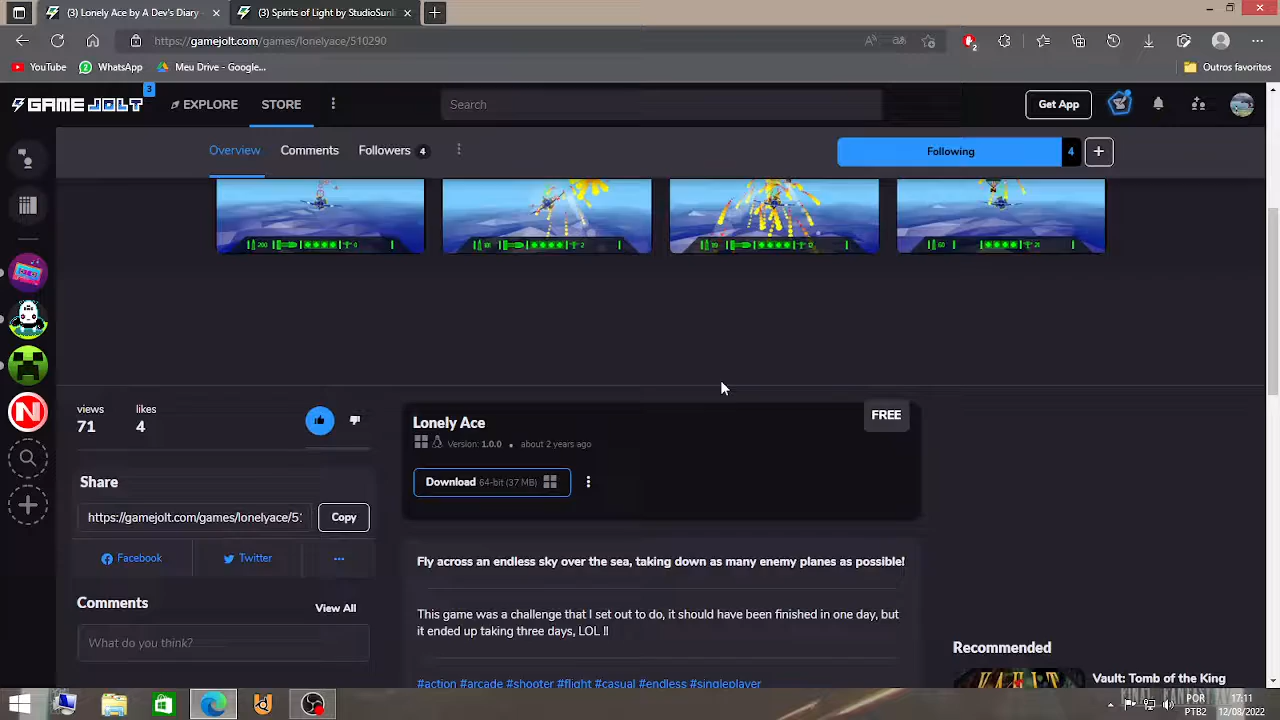 (3) Lonely Ace by A Dev's Diary
(3) Spirits of Light by StudioSunl
https://gamejolt.com/games/lonelyace/510290
YouTube
WhatsApp
Meu Drive - Google...
Outros favoritos
GAME JOLT
3
EXPLORE
STORE
Search
Get App
Overview
Comments
Followers 4
Following 4
views
71
likes
4
Share
https://gamejolt.com/games/lonelyace/5:
Copy
Facebook
Twitter
Comments
View All
What do you think?
Lonely Ace
Version: 1.0.0 • about 2 years ago
FREE
Download 64-bit (37 MB)
Fly across an endless sky over the sea, taking down as many enemy planes as possible!
This game was a challenge that I set out to do, it should have been finished in one day, but
it ended up taking three days, LOL !!
#action #arcade #shooter #flight #casual #endless #singleplayer
Recommended
Vault: Tomb of the King
POR
PTB2
17:11
12/08/2022